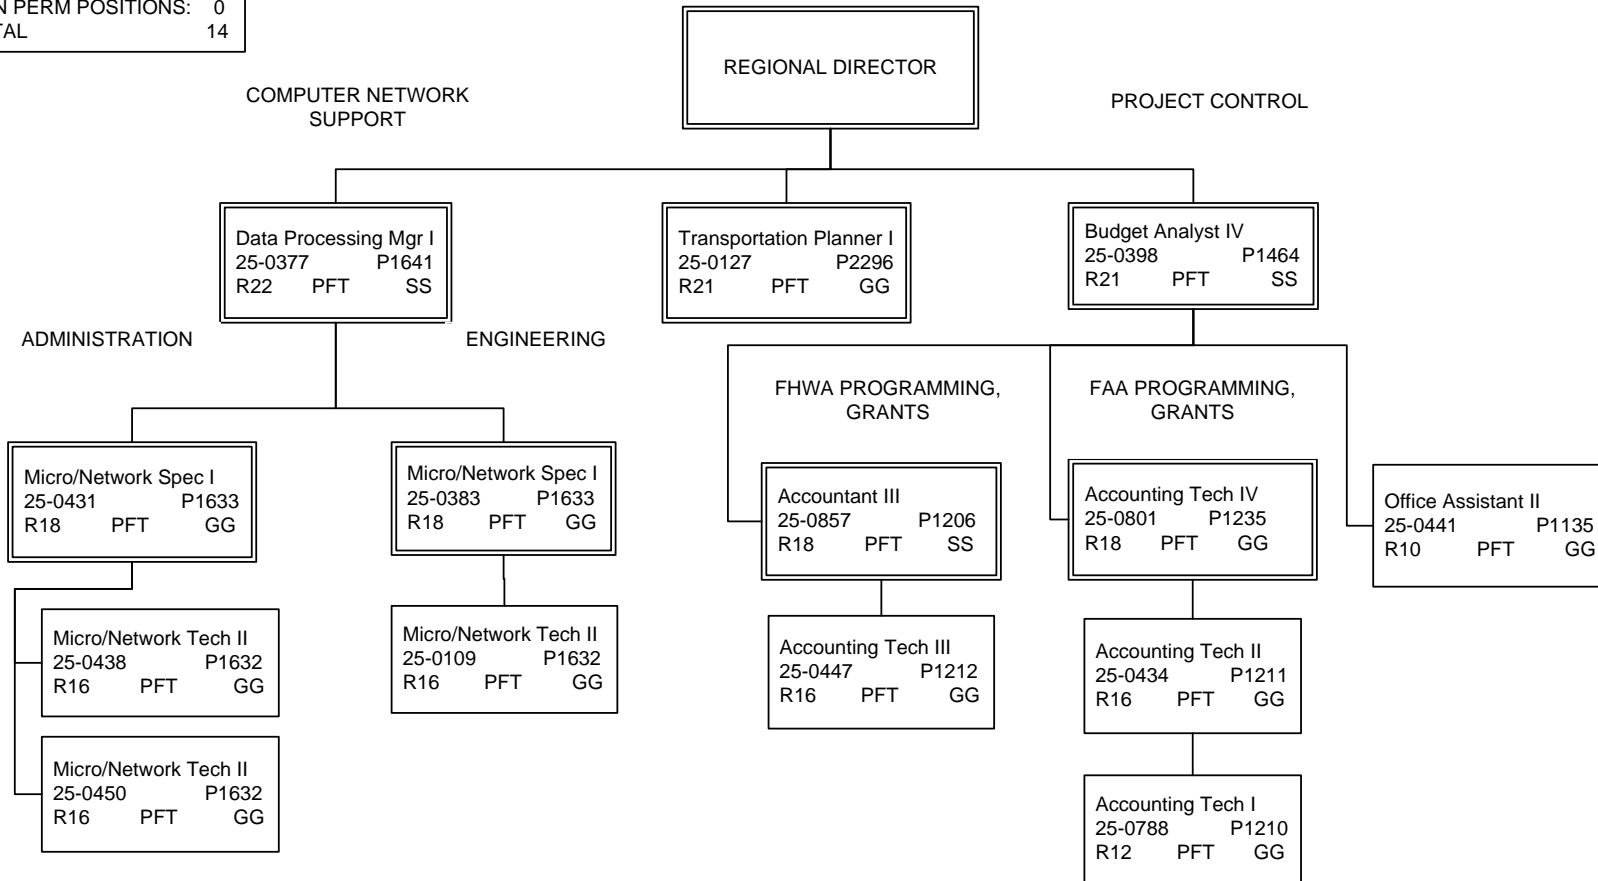 N PERM POSITIONS: 0
TAL 14
REGIONAL DIRECTOR
COMPUTER NETWORK
SUPPORT
PROJECT CONTROL
Data Processing Mgr I
25-0377 P1641
R22 PFT SS
Transportation Planner I
25-0127 P2296
R21 PFT GG
Budget Analyst IV
25-0398 P1464
R21 PFT SS
ADMINISTRATION
ENGINEERING
FHWA PROGRAMMING,
GRANTS
FAA PROGRAMMING,
GRANTS
Micro/Network Spec I
25-0431 P1633
R18 PFT GG
Micro/Network Spec I
25-0383 P1633
R18 PFT GG
Accountant III
25-0857 P1206
R18 PFT SS
Accounting Tech IV
25-0801 P1235
R18 PFT GG
Office Assistant II
25-0441 P1135
R10 PFT GG
Micro/Network Tech II
25-0438 P1632
R16 PFT GG
Micro/Network Tech II
25-0109 P1632
R16 PFT GG
Accounting Tech III
25-0447 P1212
R16 PFT GG
Accounting Tech II
25-0434 P1211
R16 PFT GG
Micro/Network Tech II
25-0450 P1632
R16 PFT GG
Accounting Tech I
25-0788 P1210
R12 PFT GG